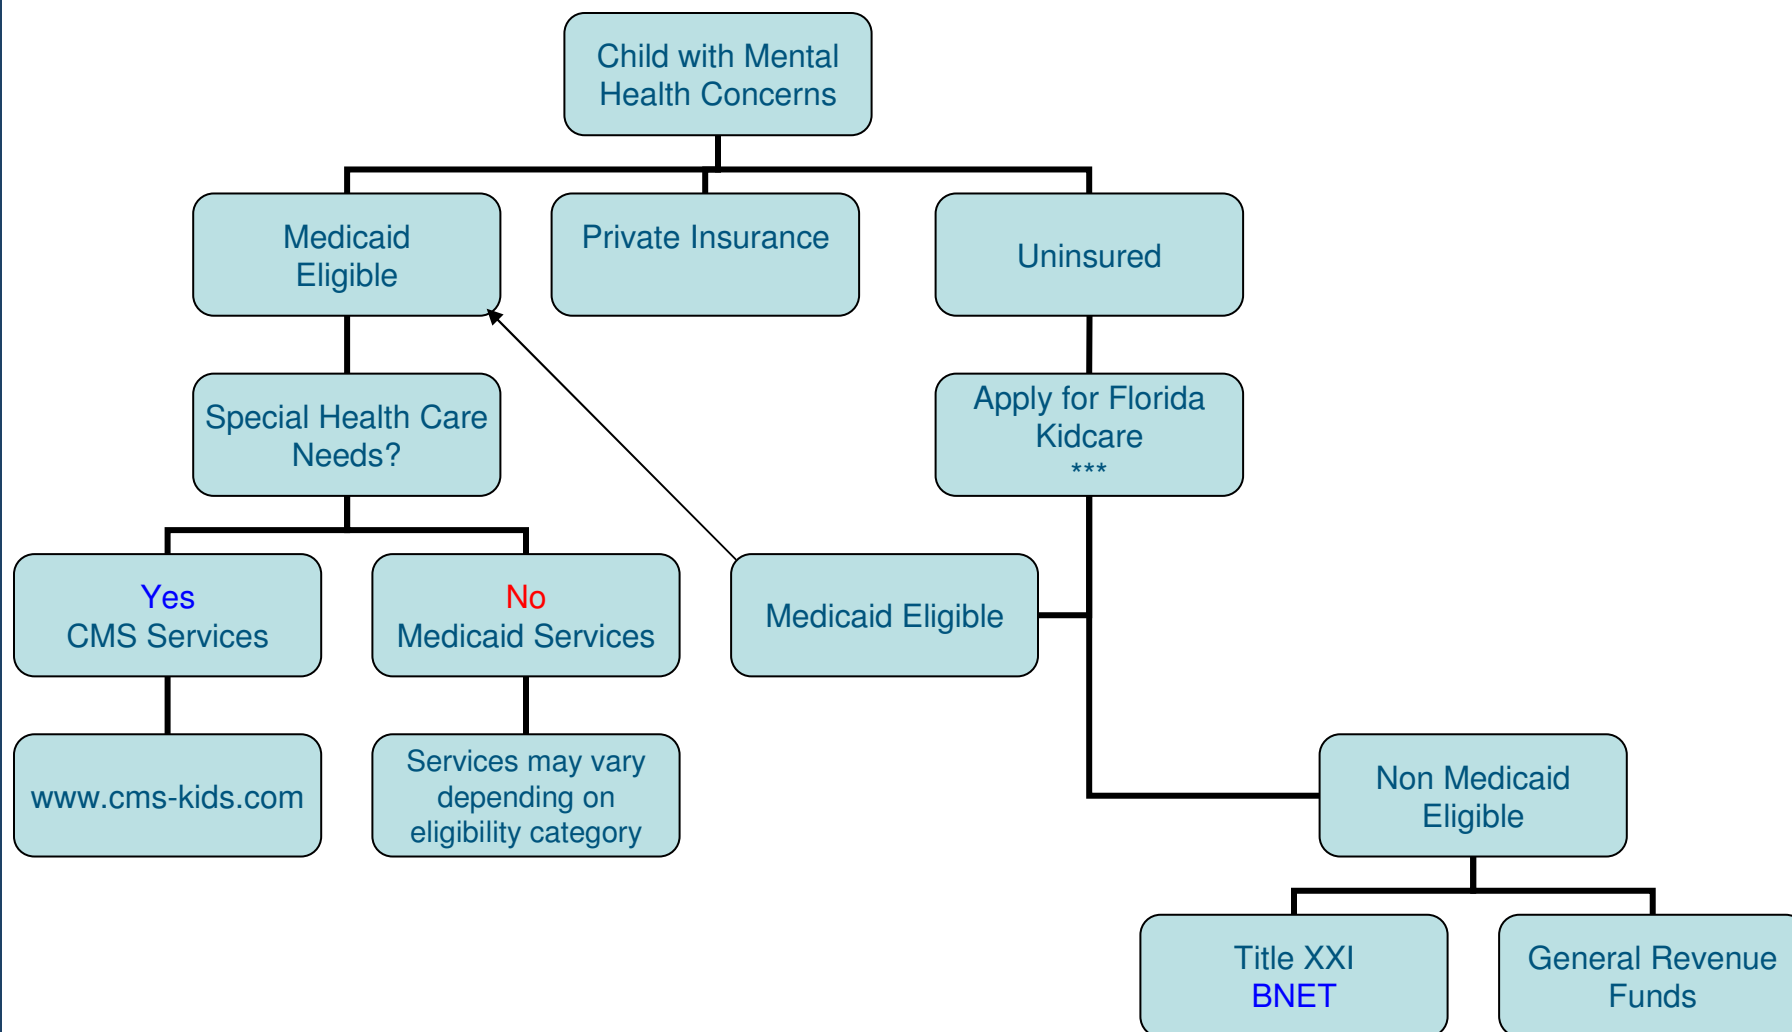 Child with Mental
Health Concerns
Medicaid
Eligible
Private Insurance
Uninsured
Special Health Care
Needs?
Apply for Florida
Kidcare
***
Yes
CMS Services
No
Medicaid Services
Medicaid Eligible
www.cms-kids.com
Services may vary
depending on
eligibility category
Non Medicaid
Eligible
Title XXI
BNET
General Revenue
Funds